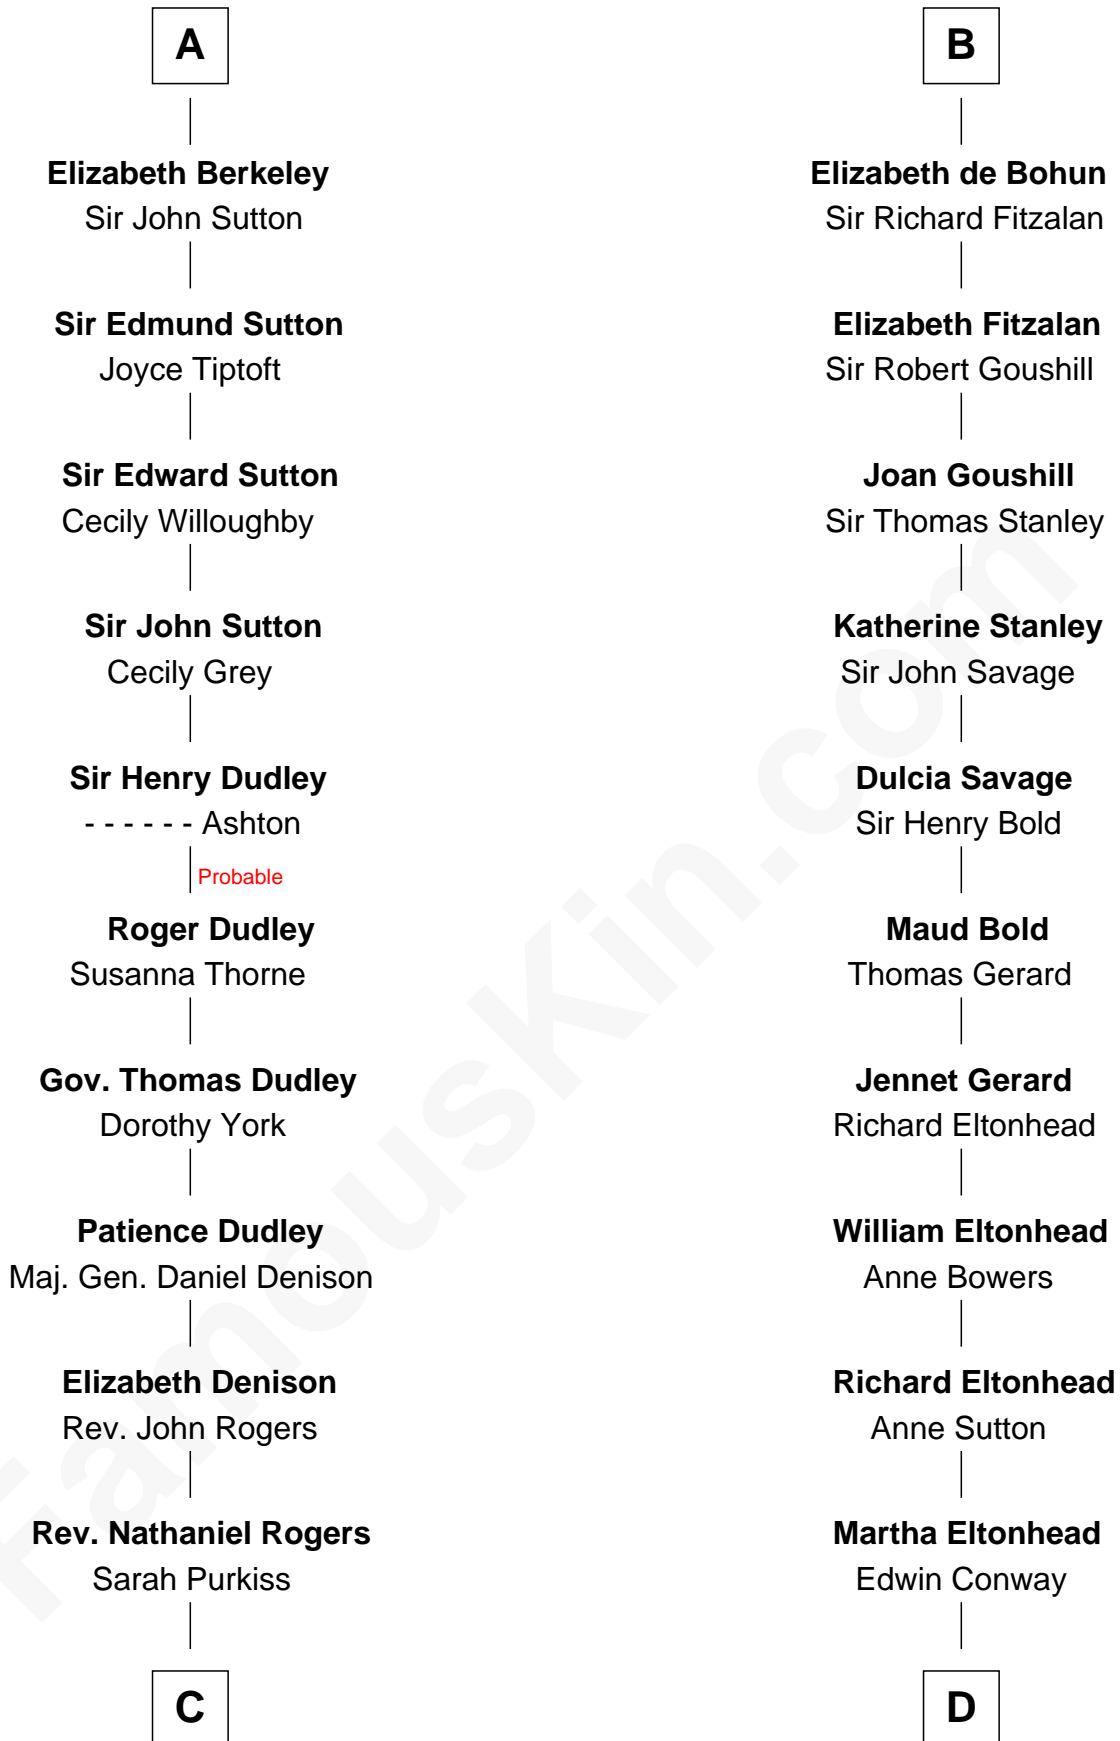 A
Elizabeth Berkeley
Sir John Sutton
Sir Edmund Sutton
Joyce Tiptoft
Sir Edward Sutton
Cecily Willoughby
Sir John Sutton
Cecily Grey
Sir Henry Dudley
- - - - - - Ashton
Probable
Roger Dudley
Susanna Thorne
Gov. Thomas Dudley
Dorothy York
Patience Dudley
Maj. Gen. Daniel Denison
Elizabeth Denison
Rev. John Rogers
Rev. Nathaniel Rogers
Sarah Purkiss
C
B
Elizabeth de Bohun
Sir Richard Fitzalan
Elizabeth Fitzalan
Sir Robert Goushill
Joan Goushill
Sir Thomas Stanley
Katherine Stanley
Sir John Savage
Dulcia Savage
Sir Henry Bold
Maud Bold
Thomas Gerard
Jennet Gerard
Richard Eltonhead
William Eltonhead
Anne Bowers
Richard Eltonhead
Anne Sutton
Martha Eltonhead
Edwin Conway
D
FamousKin.com